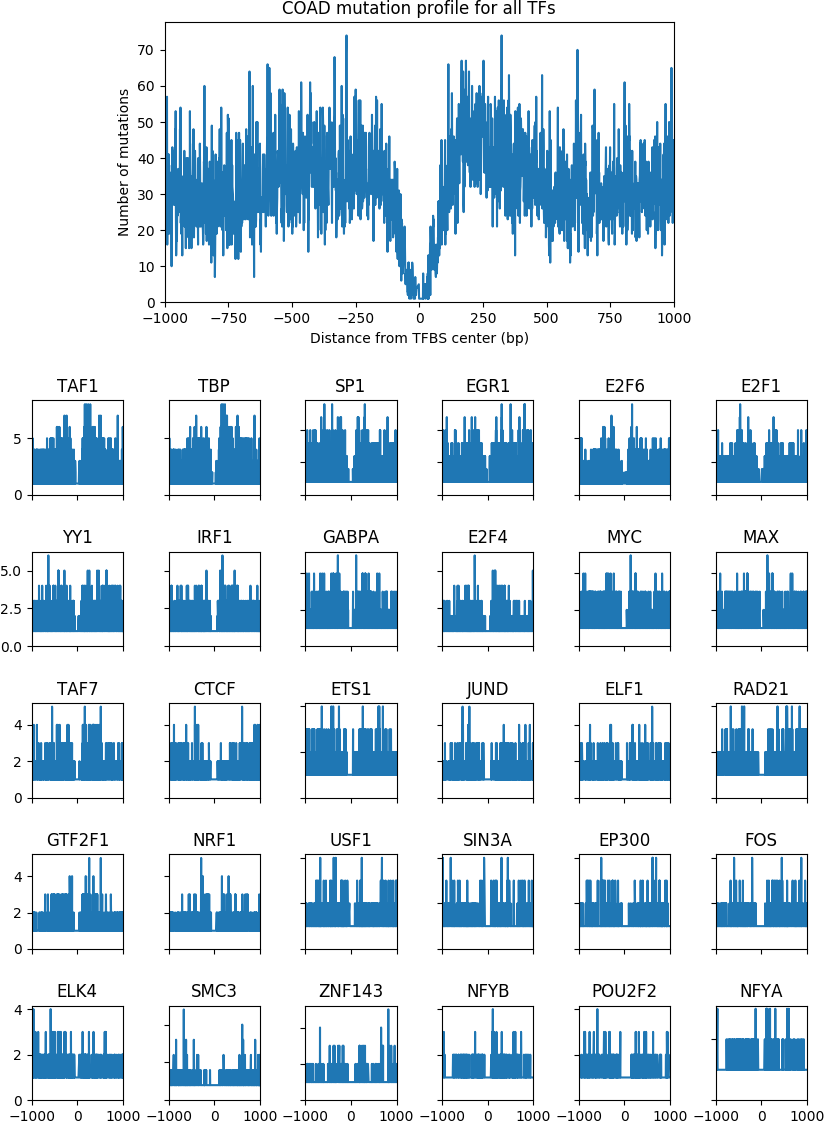 COAD mutation profile for all TFs
Number of mutations
70
60
50
40
30
20
10
0
−1000 −750 −500 −250 0 250 500 750 1000
Distance from TFBS center (bp)
TAF1 TBP SP1 EGR1 E2F6 E2F1
5
0
YY1 IRF1 GABPA E2F4 MYC MAX
5.0
2.5
0.0
TAF7 CTCF ETS1 JUND ELF1 RAD21
4
2
0
GTF2F1 NRF1 USF1 SIN3A EP300 FOS
4
2
0
ELK4 SMC3 ZNF143 NFYB POU2F2 NFYA
4
2
0
−1000 0 1000 −1000 0 1000 −1000 0 1000 −1000 0 1000 −1000 0 1000 −1000 0 1000